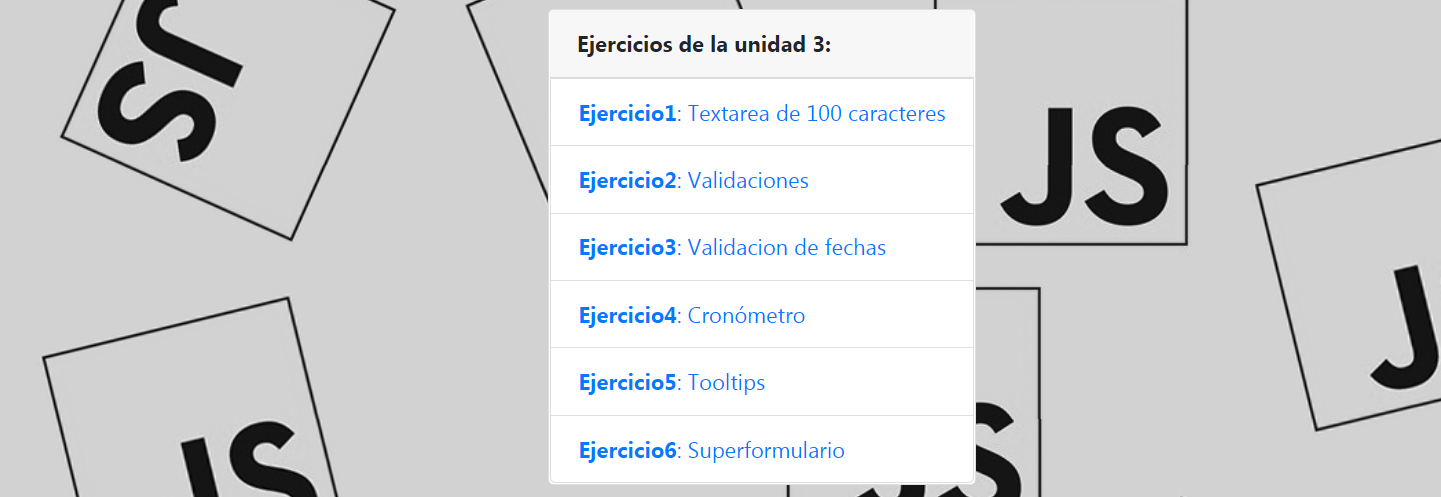 JS
JS
Ejercicios de la unidad 3:
Ejercicio1: Textarea de 100 caracteres
Ejercicio2: Validaciones
Ejercicio3: Validacion de fechas
Ejercicio4: Cronómetro
Ejercicio5: Tooltips
Ejercicio6: Superformulario
JS
J
S